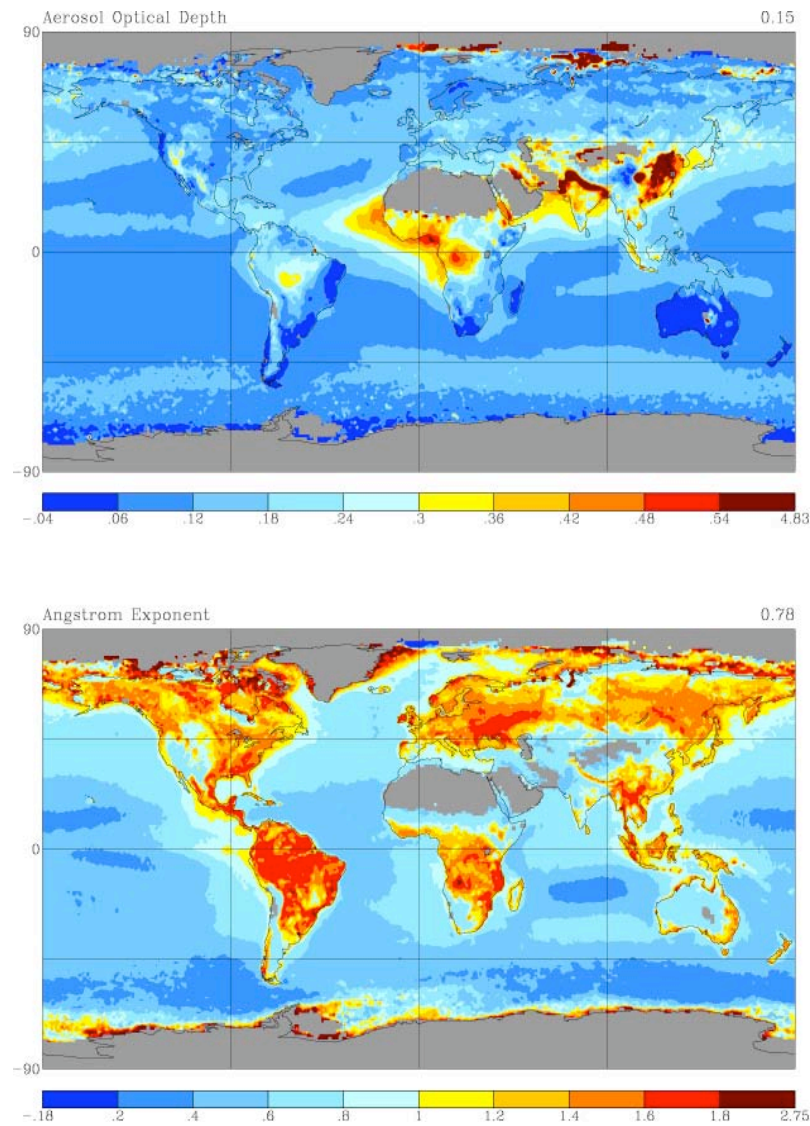 Aerosol Optical Depth 0.15
90
0
-90
-.04 .06 .12 .18 .24 .3 .36 .42 .48 .54 4.83
Angstrom Exponent 0.78
90
0
-90
-.18 .2 .4 .6 .8 1 1.2 1.4 1.6 1.8 2.75